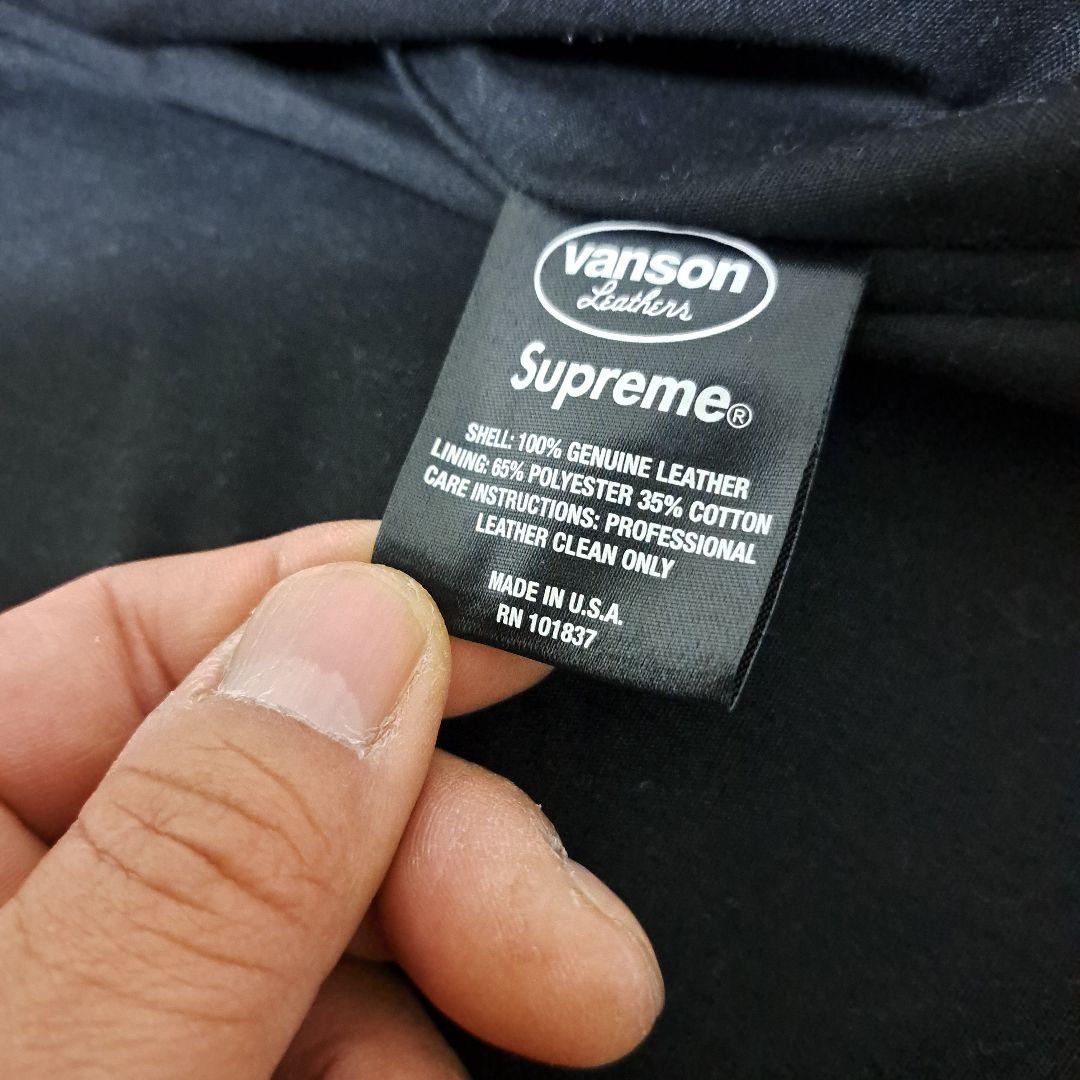 vanson
Leathers
Supreme®
SHELL: 100% GENUINE LEATHER
LINING: 65% POLYESTER 35% COTTON
CARE INSTRUCTIONS: PROFESSIONAL
LEATHER CLEAN ONLY
MADE IN U.S.A.
RN 101837